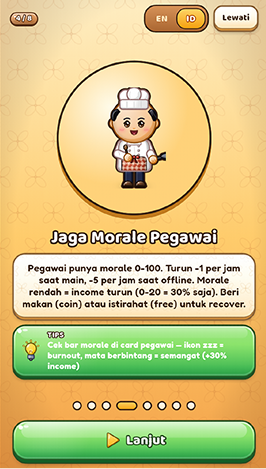 4/8
EN ID
Lewati
Jaga Morale Pegawai
Pegawai punya morale 0-100. Turun -1 per jam
saat main, -5 per jam saat offline. Morale
rendah = income turun (0-20 = 30% saja). Beri
makan (coin) atau istirahat (free) untuk recover.
TIPS
Cek bar morale di card pegawai — ikon zzz =
burnout, mata berbintang = semangat (+30%
income)
Lanjut